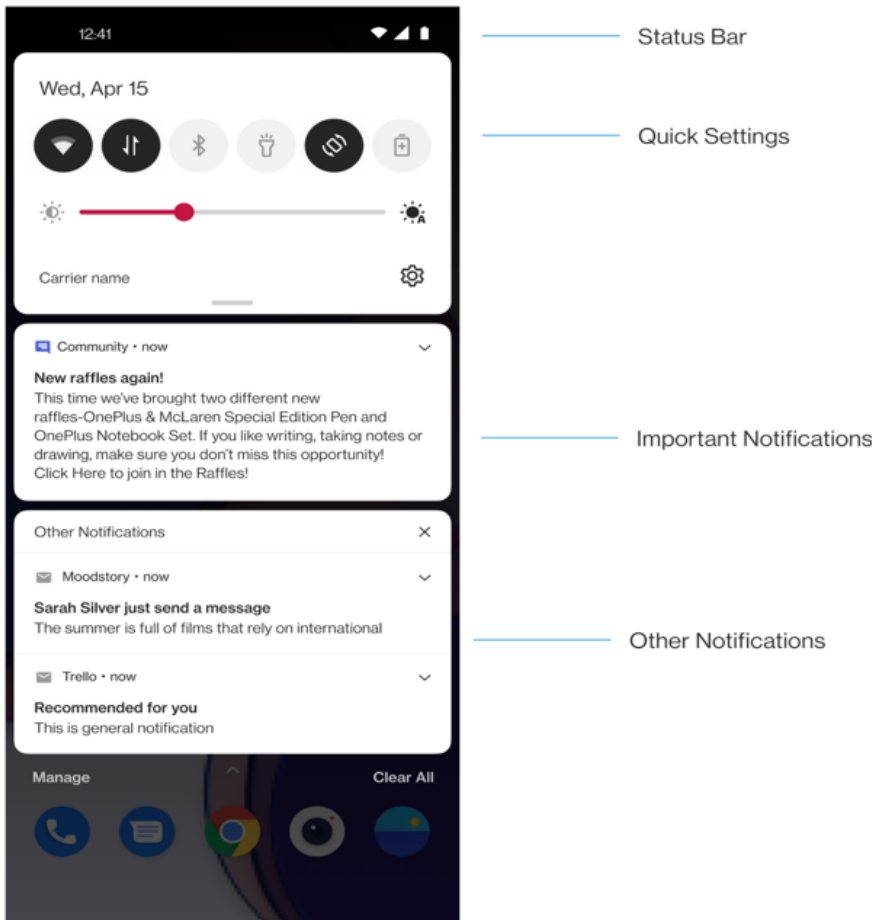 12:41
Status Bar
Wed, Apr 15
Quick Settings
A
Carrier name
Community • now
New raffles again!
This time we've brought two different new
raffles-OnePlus & McLaren Special Edition Pen and
OnePlus Notebook Set. If you like writing, taking notes or
drawing, make sure you don't miss this opportunity!
Click Here to join in the Raffles!
Important Notifications
Other Notifications
Moodstory • now
Sarah Silver just send a message
The summer is full of films that rely on international
Other Notifications
Trello • now
Recommended for you
This is general notification
Manage
Clear All